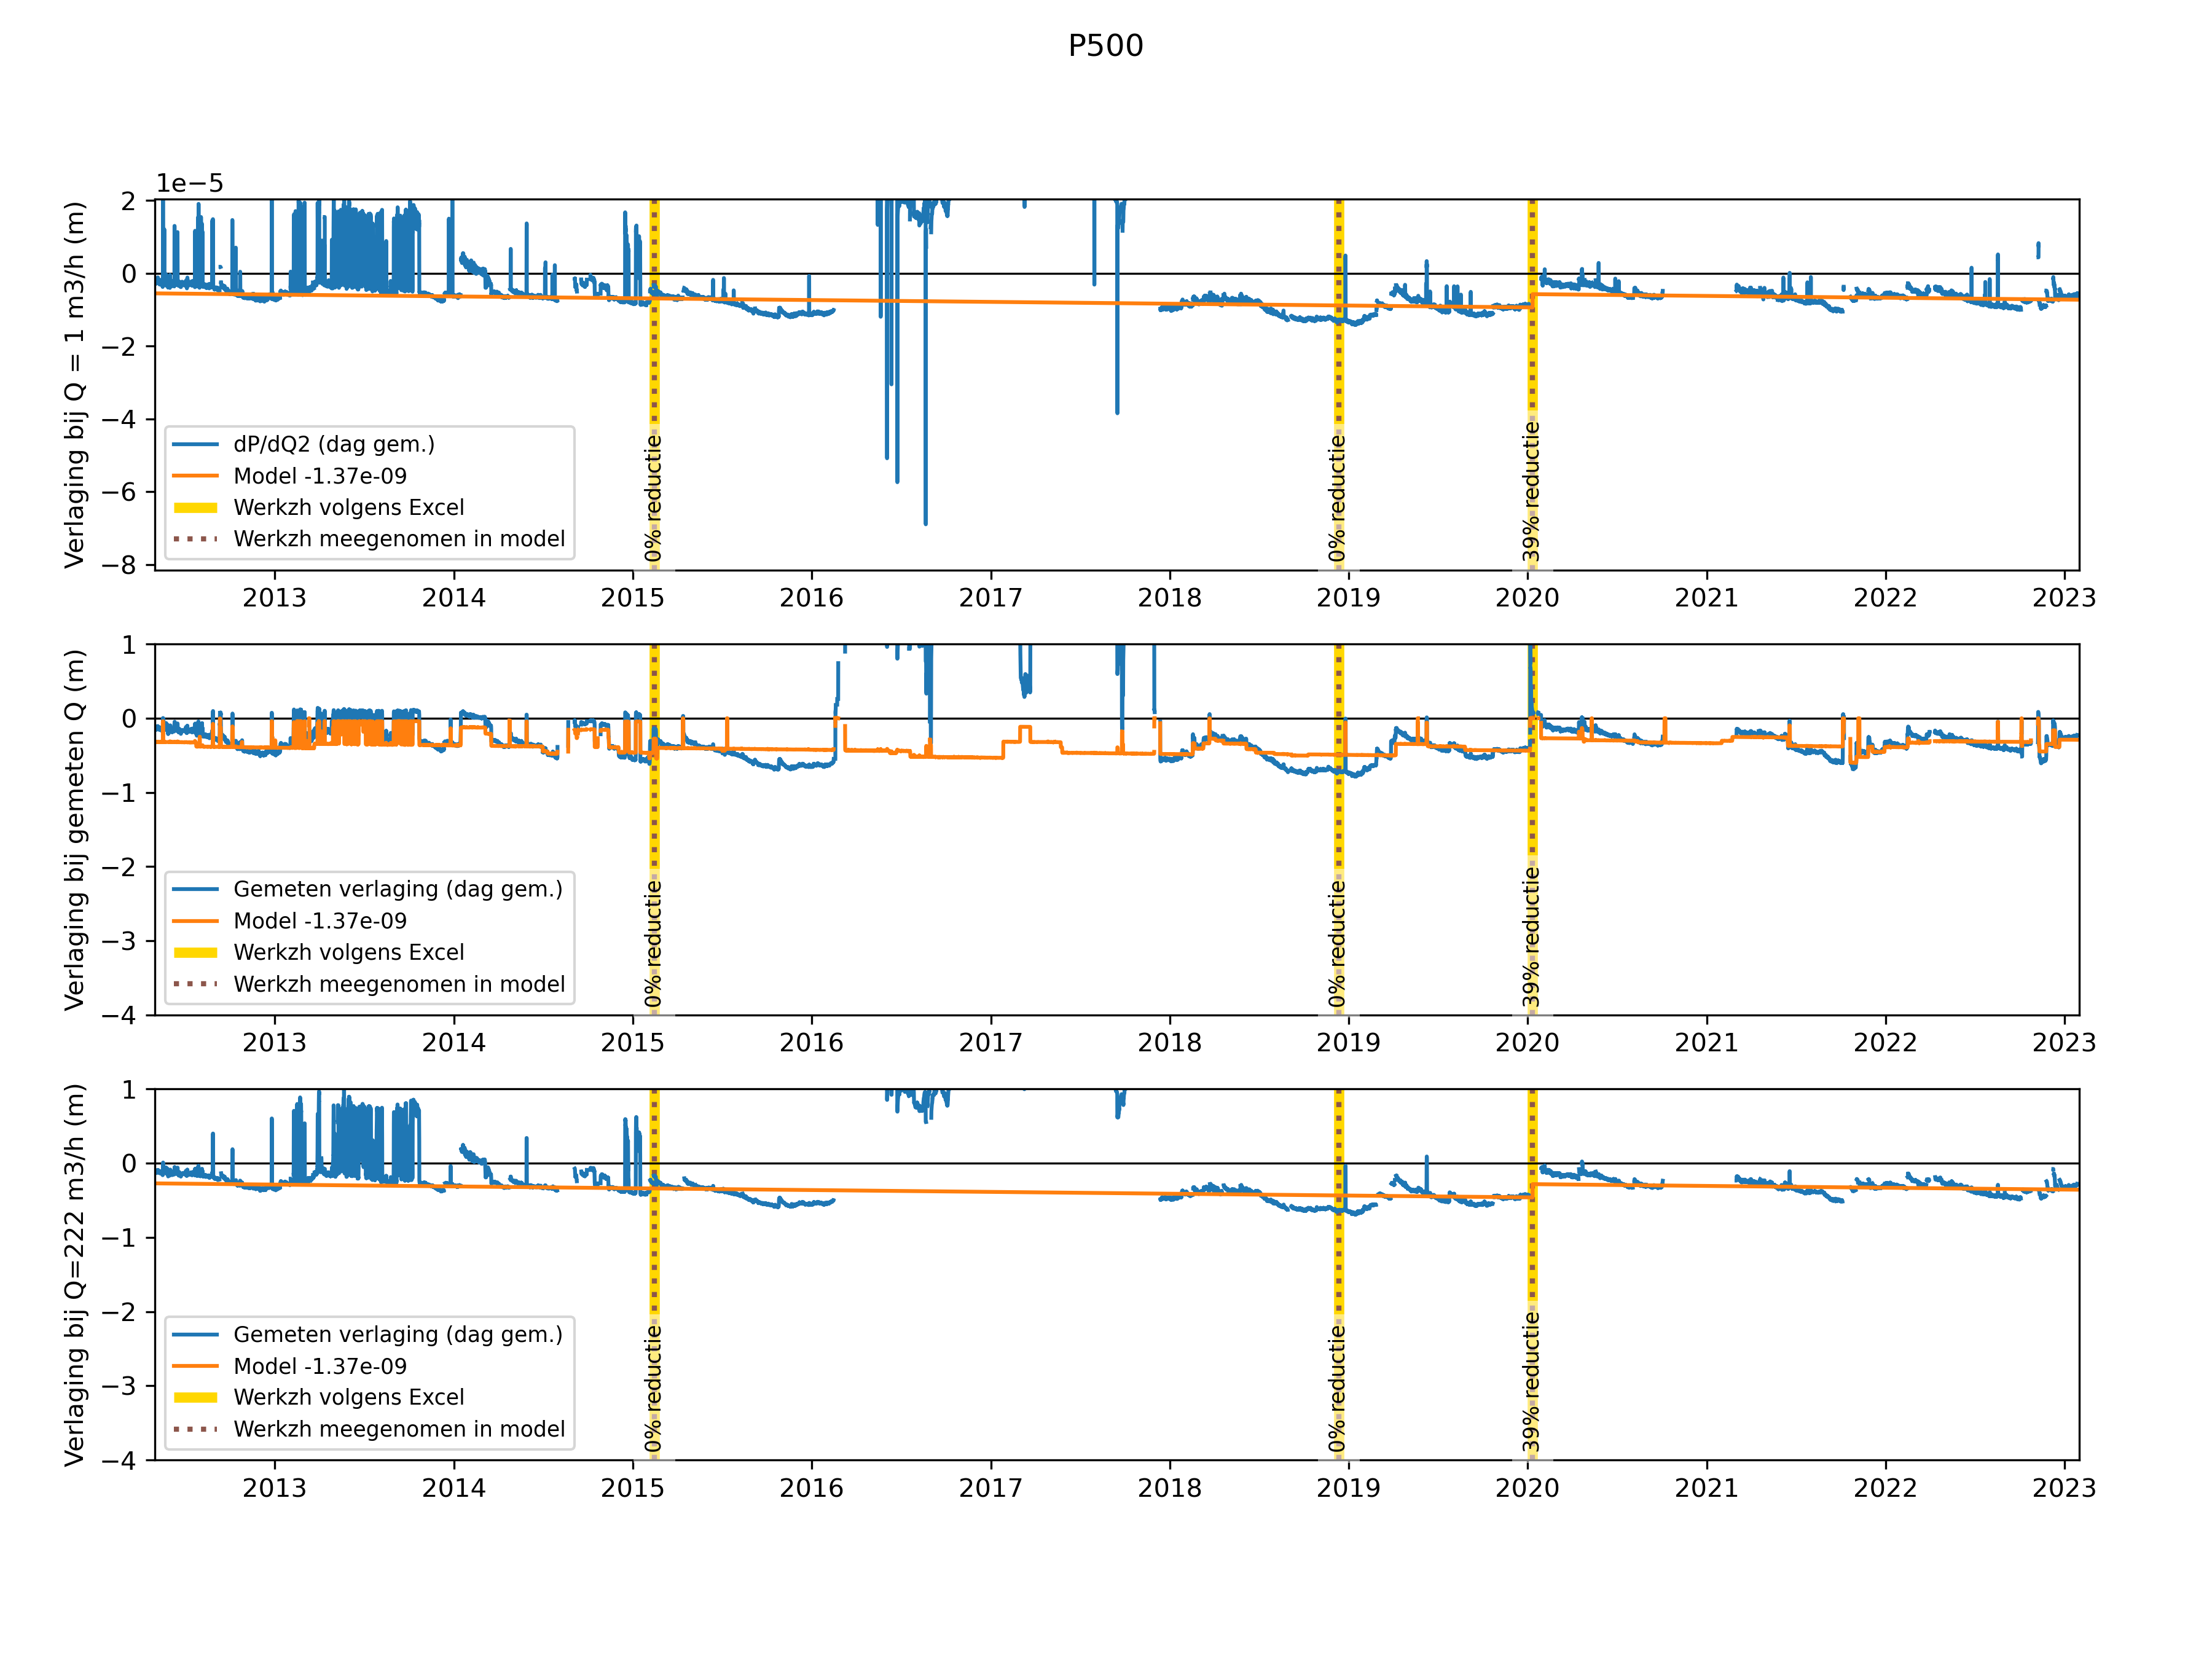 P500
1e−5
Verlaging bij Q = 1 m3/h (m)
2
0
−2
−4
−6
−8
dP/dQ2 (dag gem.)
Model -1.37e-09
Werkzh volgens Excel
Werkzh meegenomen in model
0% reductie
0% reductie
39% reductie
2013 2014 2015 2016 2017 2018 2019 2020 2021 2022 2023
Verlaging bij gemeten Q (m)
1
0
−1
−2
−3
−4
Gemeten verlaging (dag gem.)
Model -1.37e-09
Werkzh volgens Excel
Werkzh meegenomen in model
0% reductie
0% reductie
39% reductie
2013 2014 2015 2016 2017 2018 2019 2020 2021 2022 2023
Verlaging bij Q=222 m3/h (m)
1
0
−1
−2
−3
−4
Gemeten verlaging (dag gem.)
Model -1.37e-09
Werkzh volgens Excel
Werkzh meegenomen in model
0% reductie
0% reductie
39% reductie
2013 2014 2015 2016 2017 2018 2019 2020 2021 2022 2023